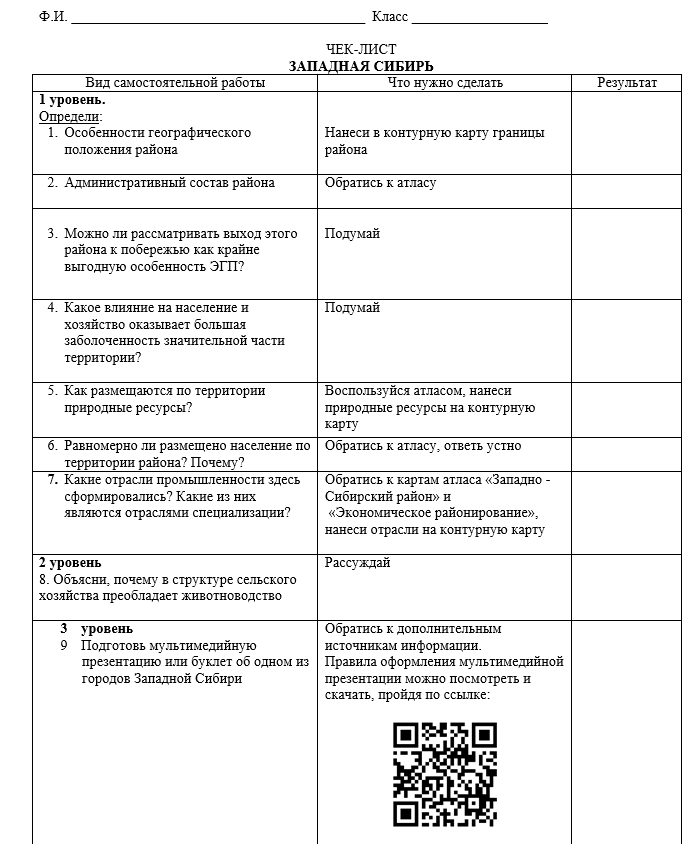 Ф.И. __________________________________________ Класс ___________________
ЧЕК-ЛИСТ
ЗАПАДНАЯ СИБИРЬ
Вид самостоятельной работы
Что нужно сделать
Результат
1 уровень.
Определи:
1. Особенности географического
положения района
Нанеси в контурную карту границы
района
2. Административный состав района
Обратись к атласу
3. Можно ли рассматривать выход этого
района к побережью как крайне
выгодную особенность ЭГП?
Подумай
4. Какое влияние на население и
хозяйство оказывает большая
заболоченность значительной части
территории?
Подумай
5. Как размещаются по территории
природные ресурсы?
Воспользуйся атласом, нанеси
природные ресурсы на контурную
карту
6. Равномерно ли размещено население по
территории района? Почему?
Обратись к атласу, ответь устно
7. Какие отрасли промышленности здесь
сформировались? Какие из них
являются отраслями специализации?
Обратись к картам атласа «Западно -
Сибирский район» и
«Экономическое районирование»,
нанеси отрасли на контурную карту
2 уровень
8. Объясни, почему в структуре сельского
хозяйства преобладает животноводство
Рассуждай
3 уровень
9 Подготовь мультимедийную
презентацию или буклет об одном из
городов Западной Сибири
Обратись к дополнительным
источникам информации.
Правила оформления мультимедийной
презентации можно посмотреть и
скачать, пройдя по ссылке: